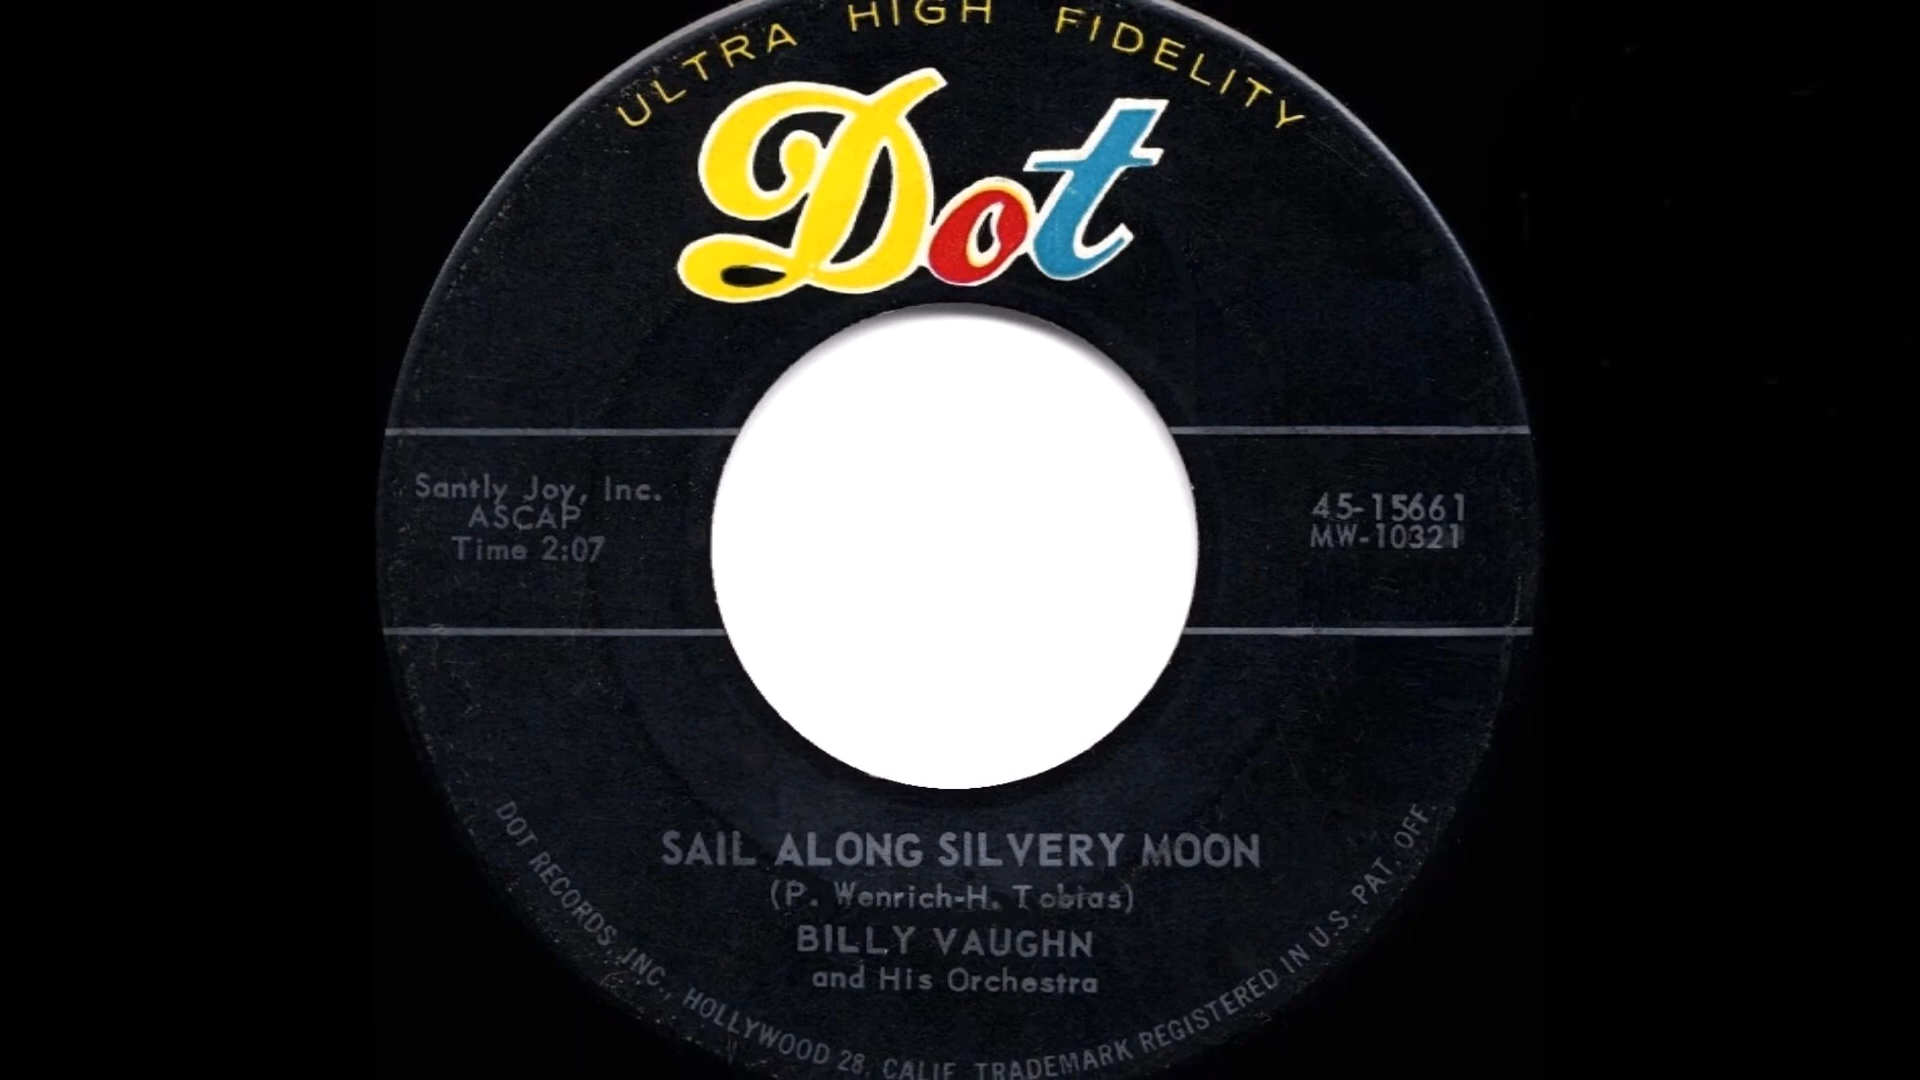 ULTRA HIGH FIDELITY
Dot
Santly Joy, Inc.
ASCAP
Time 2:07
45-15661
MW-10321
SAIL ALONG SILVERY MOON
(P. Wenrich-H. Tobias)
BILLY VAUGHN
and His Orchestra
DOT RECORDS, INC., HOLLYWOOD 28, CALIF. TRADEMARK REGISTERED IN U.S. PAT. OFF.